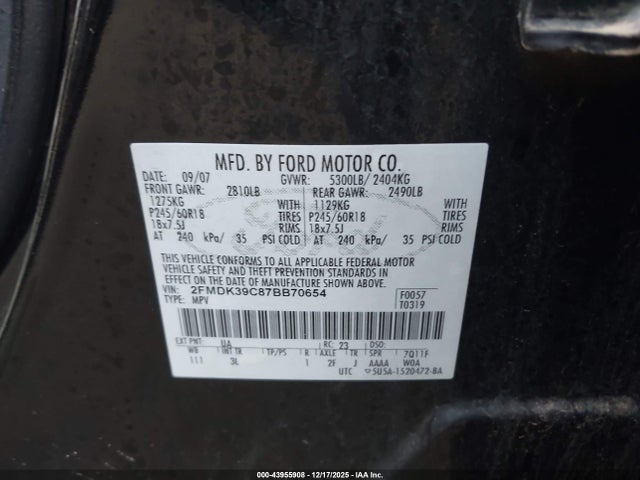 MFD. BY FORD MOTOR CO.
DATE: 09/07 GVWR: 5300LB/ 2404KG
FRONT GAWR: 2810LB REAR GAWR: 2490LB
1275KG WITH 1129KG WITH
P245/60R18 TIRES P245/60R18 TIRES
18x7.5J RIMS 18x7.5J RIMS
AT 240 kPa/ 35 PSI COLD AT 240 kPa/ 35 PSI COLD
THIS VEHICLE CONFORMS TO ALL APPLICABLE FEDERAL MOTOR
VEHICLE SAFETY AND THEFT PREVENTION STANDARDS IN EFFECT
ON THE DATE OF MANUFACTURE SHOWN ABOVE.
VIN: 2FMDK39C87BB70654 F0057
TYPE: MPV T0319
EXT PNT: UA RC: 23 DSO:
WB INT TR TP/PS R AXLE TR SPR 7Q11F
111 3L 1 2F J AAAA W0A
UTC 5U5A-1520472-BA
#000-43955908 - 12/17/2025 - IAA Inc.